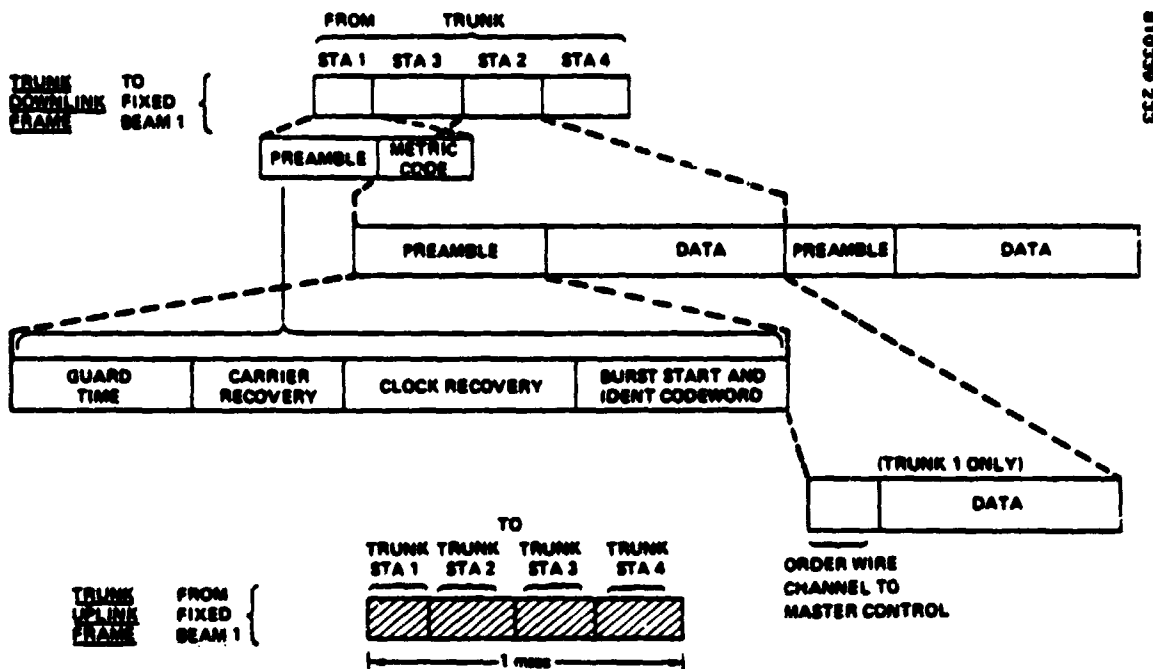 FROM TRUNK
STA 1 STA 3 STA 2 STA 4
TRUNK TO
DOWNLINK FIXED
FRAME BEAM 1
810339 233
PREAMBLE
METRIC
CODE
PREAMBLE DATA PREAMBLE DATA
GUARD
TIME
CARRIER
RECOVERY
CLOCK RECOVERY
BURST START AND
IDENT CODEWORD
(TRUNK 1 ONLY)
DATA
ORDER WIRE
CHANNEL TO
MASTER CONTROL
TO
TRUNK TRUNK TRUNK TRUNK
STA 1 STA 2 STA 3 STA 4
TRUNK FROM
UPLINK FIXED
FRAME BEAM 1
1 msec